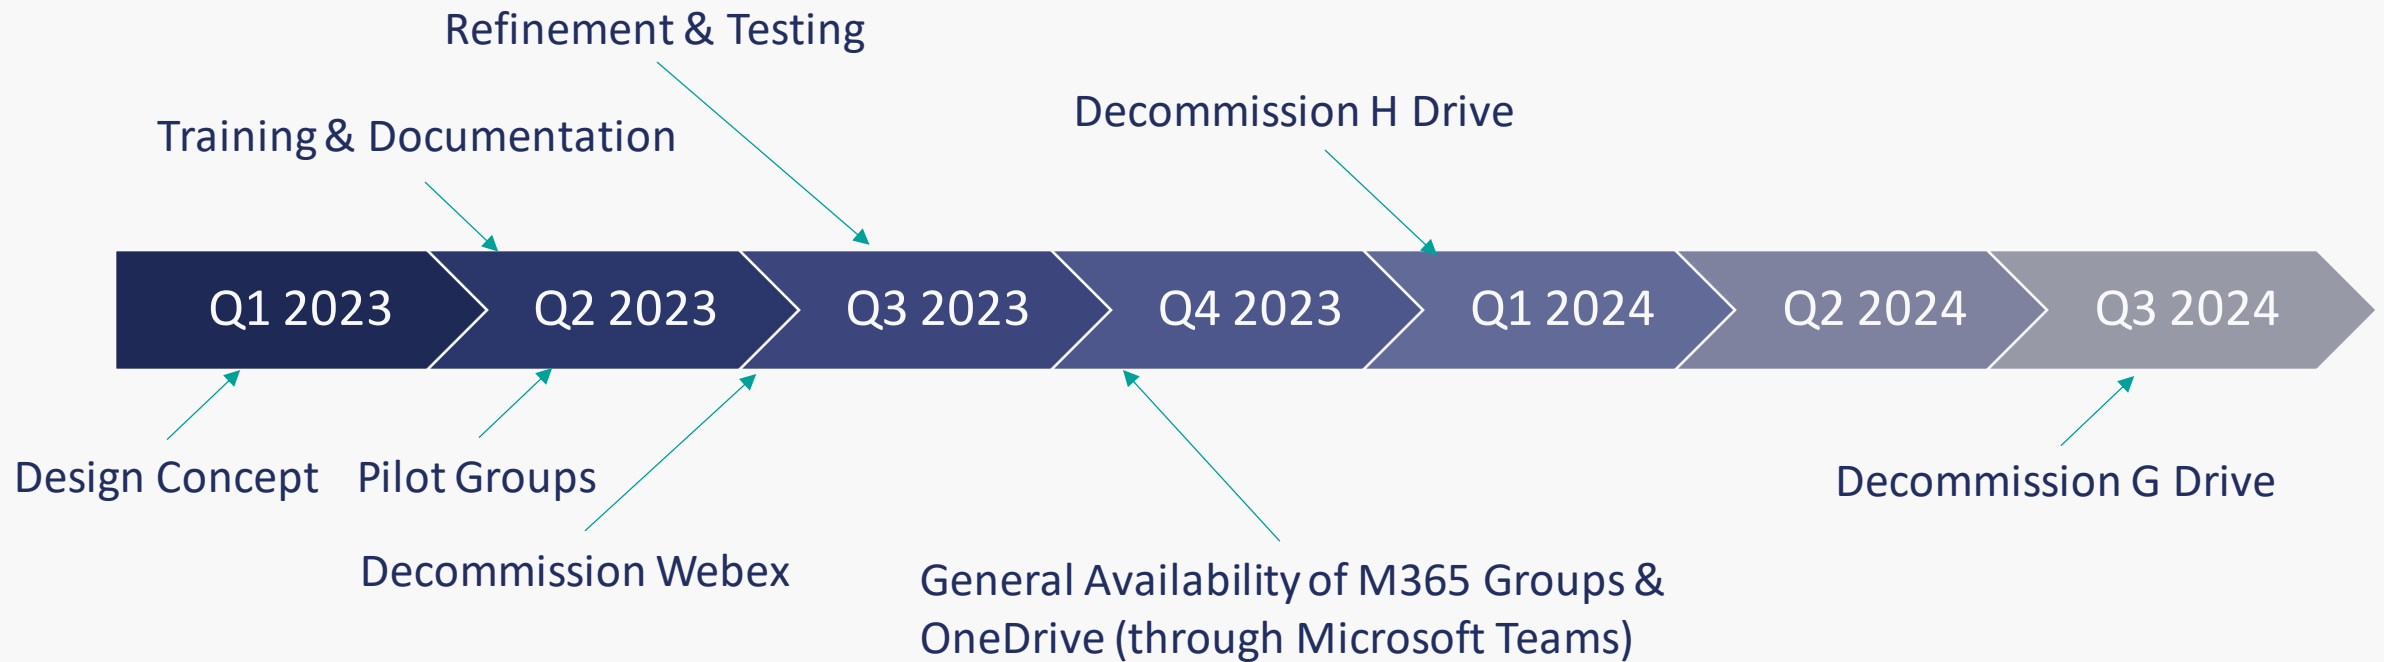 Refinement & Testing
Decommission H Drive
Training & Documentation
Q1 2023
Q2 2023
Q3 2023
Q4 2023
Q1 2024
Q2 2024
Q3 2024
Design Concept
Pilot Groups
Decommission G Drive
Decommission Webex
General Availability of M365 Groups &
OneDrive (through Microsoft Teams)